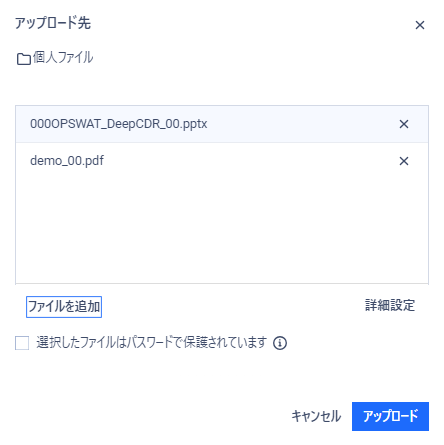 アップロード先
個人ファイル
000OPSWAT_DeepCDR_00.pptx
demo_00.pdf
ファイルを追加
詳細設定
選択したファイルはパスワードで保護されています
キャンセル
アップロード